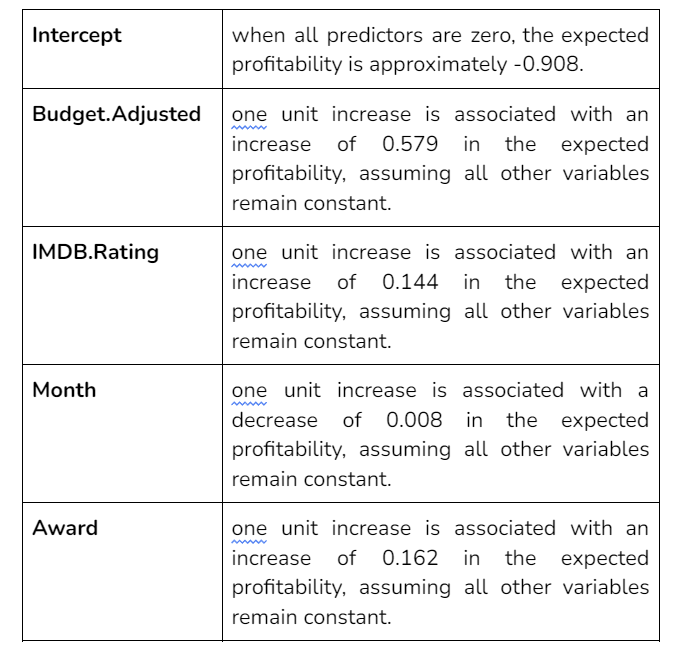 Intercept
when all predictors are zero, the expected
profitability is approximately -0.908.
Budget.Adjusted
one unit increase is associated with an
increase of 0.579 in the expected
profitability, assuming all other variables
remain constant.
IMDB.Rating
one unit increase is associated with an
increase of 0.144 in the expected
profitability, assuming all other variables
remain constant.
Month
one unit increase is associated with a
decrease of 0.008 in the expected
profitability, assuming all other variables
remain constant.
Award
one unit increase is associated with an
increase of 0.162 in the expected
profitability, assuming all other variables
remain constant.